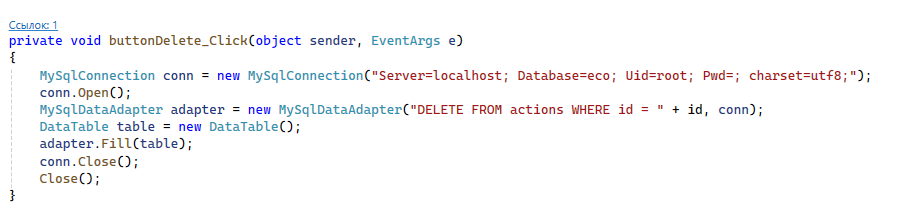 Ссылок: 1
private void buttonDelete_Click(object sender, EventArgs e)
{
    MySqlConnection conn = new MySqlConnection("Server=localhost; Database=eco; Uid=root; Pwd=; charset=utf8;");
    conn.Open();
    MySqlDataAdapter adapter = new MySqlDataAdapter("DELETE FROM actions WHERE id = " + id, conn);
    DataTable table = new DataTable();
    adapter.Fill(table);
    conn.Close();
    Close();
}